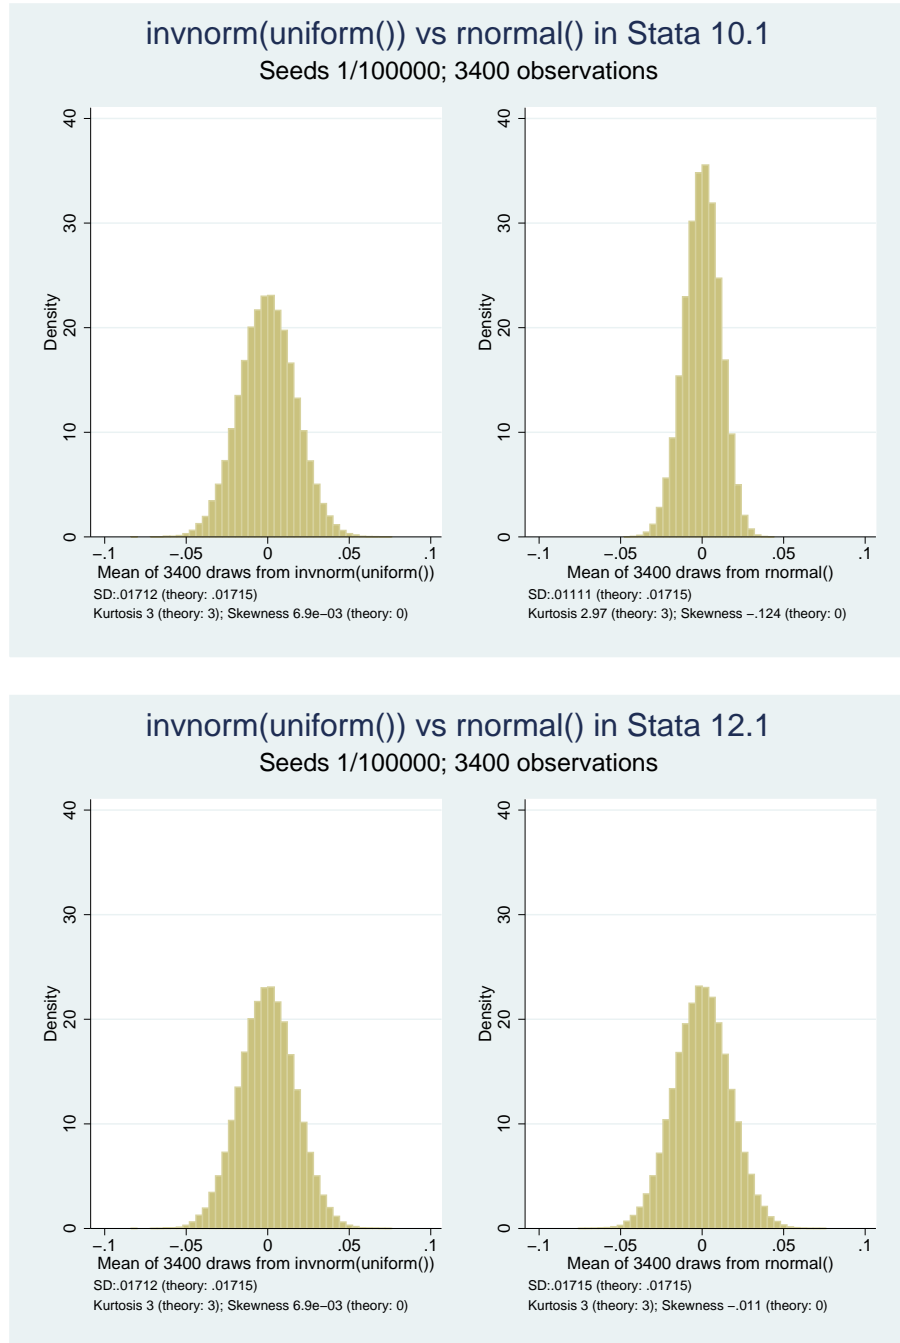 invnorm(uniform()) vs rnormal() in Stata 10.1
Seeds 1/100000; 3400 observations
Density
40
30
20
10
0
−.1 −.05 0 .05 .1
Mean of 3400 draws from invnorm(uniform())
SD:.01712 (theory: .01715)
Kurtosis 3 (theory: 3); Skewness 6.9e−03 (theory: 0)
Density
40
30
20
10
0
−.1 −.05 0 .05 .1
Mean of 3400 draws from rnormal()
SD:.01111 (theory: .01715)
Kurtosis 2.97 (theory: 3); Skewness −.124 (theory: 0)
invnorm(uniform()) vs rnormal() in Stata 12.1
Seeds 1/100000; 3400 observations
Density
40
30
20
10
0
−.1 −.05 0 .05 .1
Mean of 3400 draws from invnorm(uniform())
SD:.01712 (theory: .01715)
Kurtosis 3 (theory: 3); Skewness 6.9e−03 (theory: 0)
Density
40
30
20
10
0
−.1 −.05 0 .05 .1
Mean of 3400 draws from rnormal()
SD:.01715 (theory: .01715)
Kurtosis 3 (theory: 3); Skewness −.011 (theory: 0)